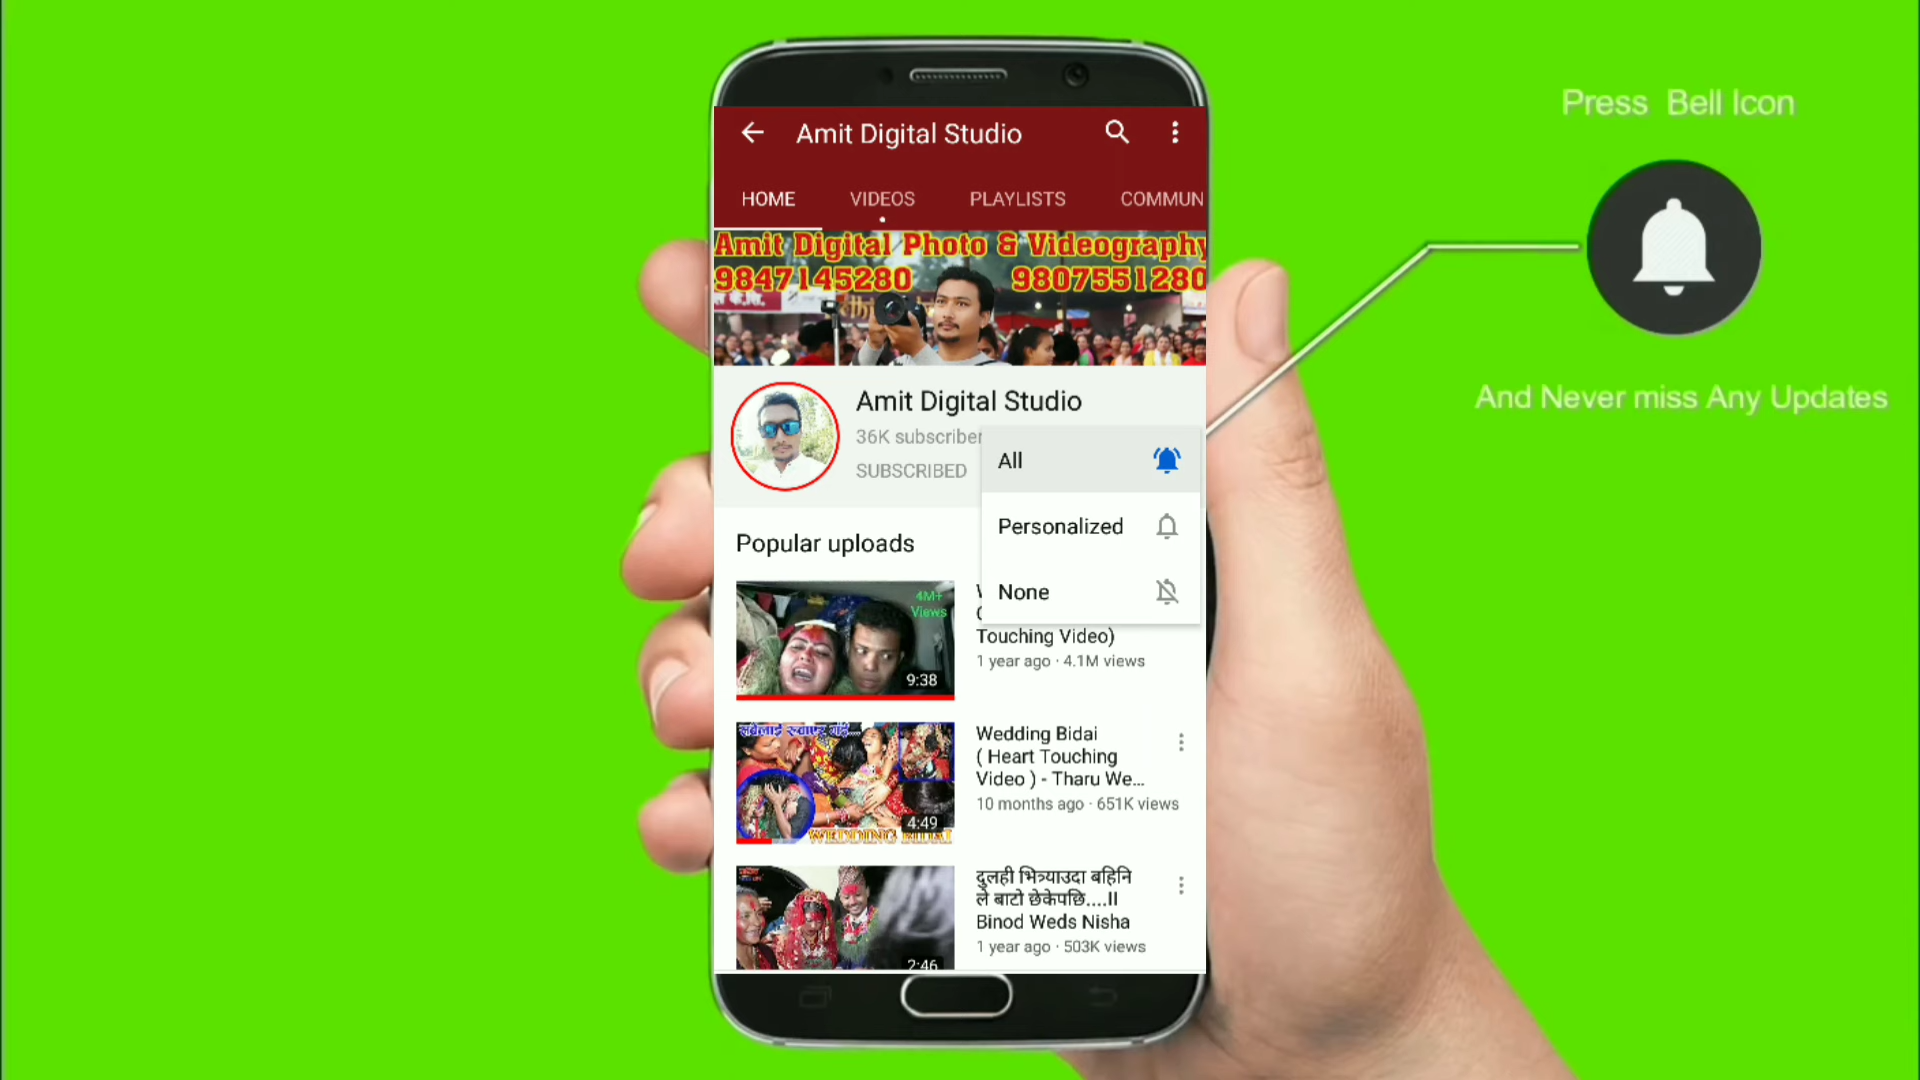 Press Bell Icon
And Never miss Any Updates
Amit Digital Studio
HOME VIDEOS PLAYLISTS COMMUN
Amit Digital Photo & Videography
9847145280 9807551280
Amit Digital Studio
36K subscriber
SUBSCRIBED
All
Personalized
None
Popular uploads
4M+
Views
9:38
Touching Video)
1 year ago · 4.1M views
4:49
WEDDING BIDAI
Wedding Bidai
( Heart Touching
Video ) - Tharu We...
10 months ago · 651K views
2:46
दुलही भित्र्याउदा बहिनि
ले बाटो छेकेपछि....II
Binod Weds Nisha
1 year ago · 503K views